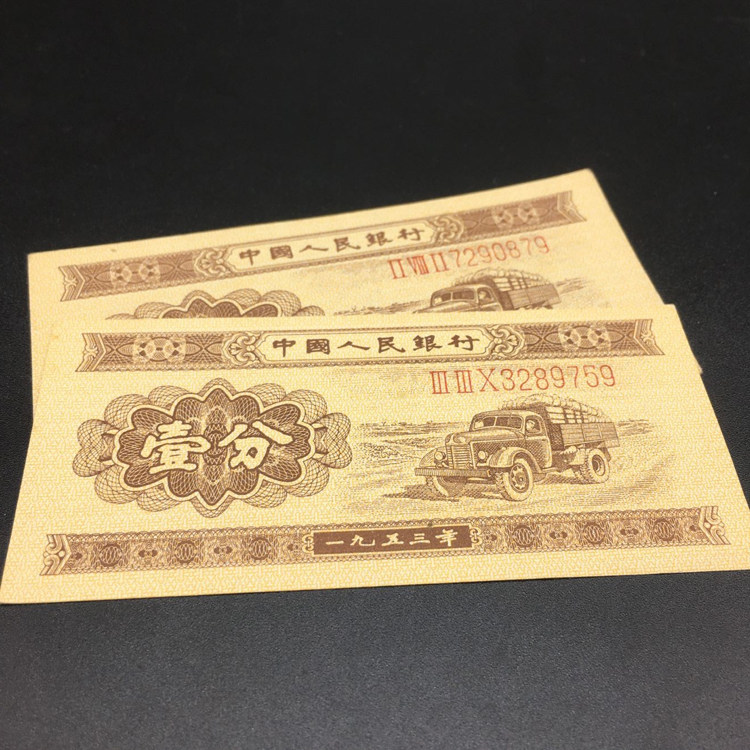 中國人民銀行
II VIII II 7290879
中國人民銀行
III III X 3289759
壹分
一九五三年